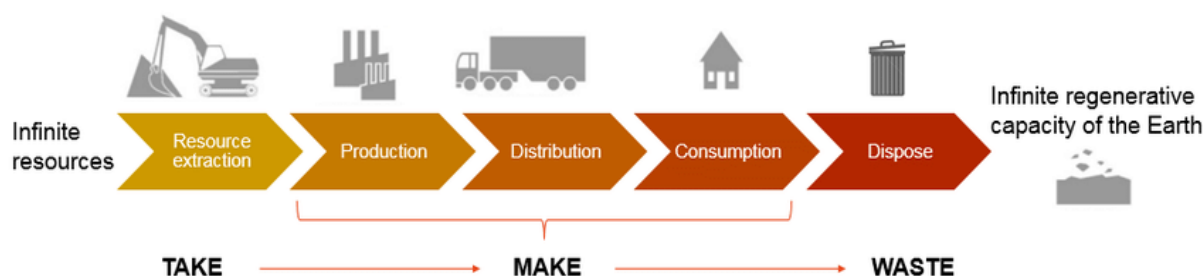 Infinite
resources
Resource
extraction
Production
Distribution
Consumption
Dispose
Infinite regenerative
capacity of the Earth
TAKE
MAKE
WASTE